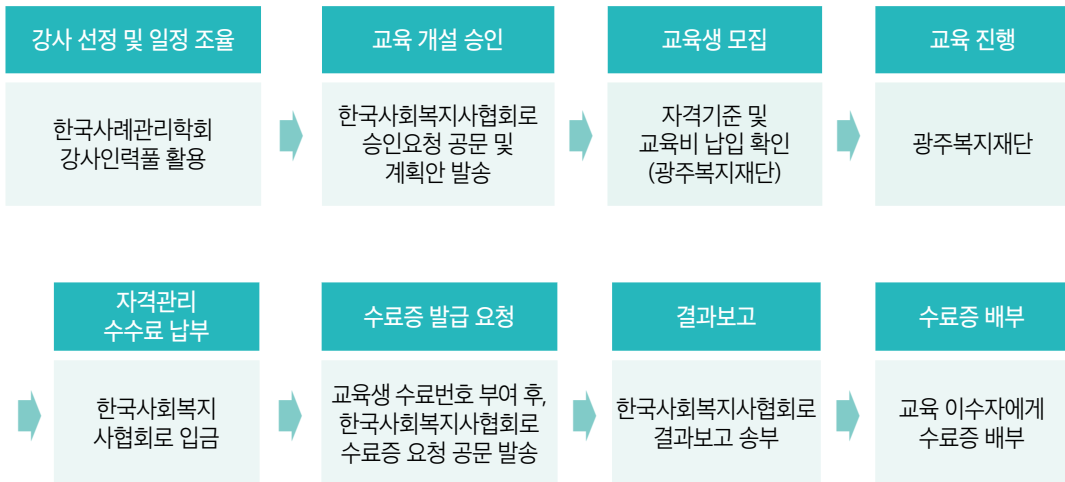 강사 선정 및 일정 조율
한국사례관리학회
강사인력풀 활용
교육 개설 승인
한국사회복지사협회로
승인요청 공문 및
계획안 발송
교육생 모집
자격기준 및
교육비 납입 확인
(광주복지재단)
교육 진행
광주복지재단
자격관리
수수료 납부
한국사회복지
사협회로 입금
수료증 발급 요청
교육생 수료번호 부여 후,
한국사회복지사협회로
수료증 요청 공문 발송
결과보고
한국사회복지사협회로
결과보고 송부
수료증 배부
교육 이수자에게
수료증 배부